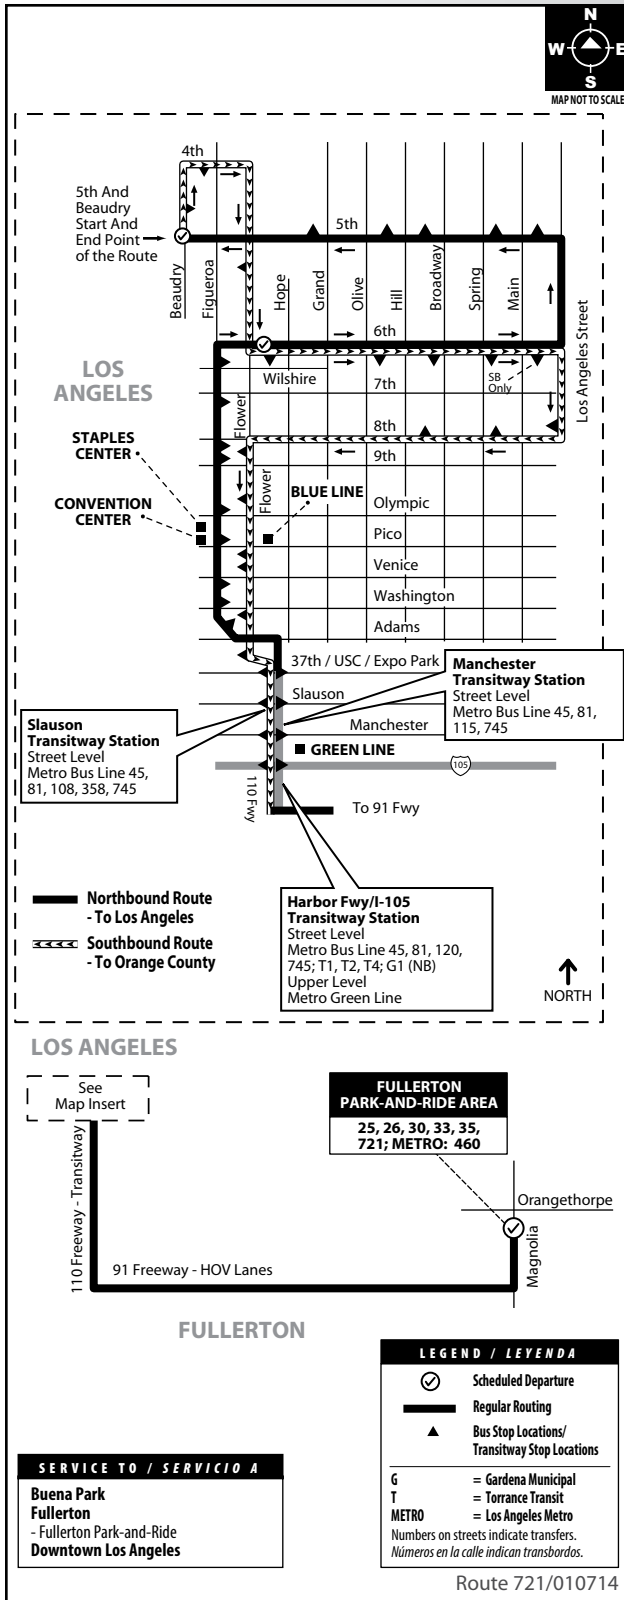 N
W E
S
MAP NOT TO SCALE
4th
5th And
Beaudry
Start And
End Point
of the Route
5th
Beaudry
Figueroa
Hope
Grand
Olive
Hill
Broadway
Spring
Main
Los Angeles Street
6th
LOS
ANGELES
Wilshire
7th
SB
Only
Flower
8th
9th
STAPLES
CENTER
CONVENTION
CENTER
Flower
BLUE LINE
Olympic
Pico
Venice
Washington
Adams
37th / USC / Expo Park
Slauson
Manchester
GREEN LINE
105
110 Fwy
To 91 Fwy
Manchester
Transitway Station
Street Level
Metro Bus Line 45, 81,
115, 745
Slauson
Transitway Station
Street Level
Metro Bus Line 45,
81, 108, 358, 745
Northbound Route
- To Los Angeles
Southbound Route
- To Orange County
Harbor Fwy/I-105
Transitway Station
Street Level
Metro Bus Line 45, 81, 120,
745; T1, T2, T4; G1 (NB)
Upper Level
Metro Green Line
NORTH
LOS ANGELES
See
Map Insert
FULLERTON
PARK-AND-RIDE AREA
25, 26, 30, 33, 35,
721; METRO: 460
110 Freeway - Transitway
Orangethorpe
Magnolia
91 Freeway - HOV Lanes
FULLERTON
LEGEND / LEYENDA
Scheduled Departure
Regular Routing
Bus Stop Locations/
Transitway Stop Locations
G = Gardena Municipal
T = Torrance Transit
METRO = Los Angeles Metro
Numbers on streets indicate transfers.
Números en la calle indican transbordos.
SERVICE TO / SERVICIO A
Buena Park
Fullerton
- Fullerton Park-and-Ride
Downtown Los Angeles
Route 721/010714